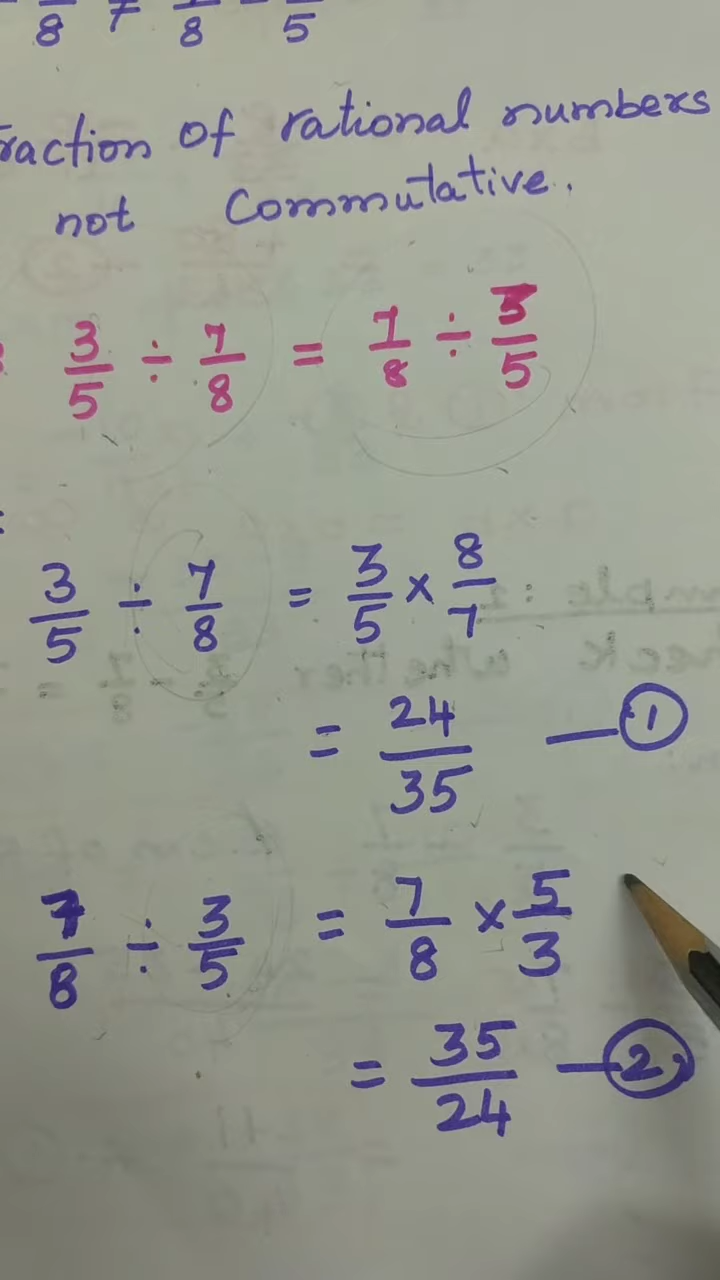 8 7 8 5
raction of rational numbers
not Commutative.
3/5 ÷ 7/8 = 7/8 ÷ 3/5
3/5 ÷ 7/8 = 3/5 × 8/7
= 24/35 — ①
7/8 ÷ 3/5 = 7/8 × 5/3
= 35/24 — ②